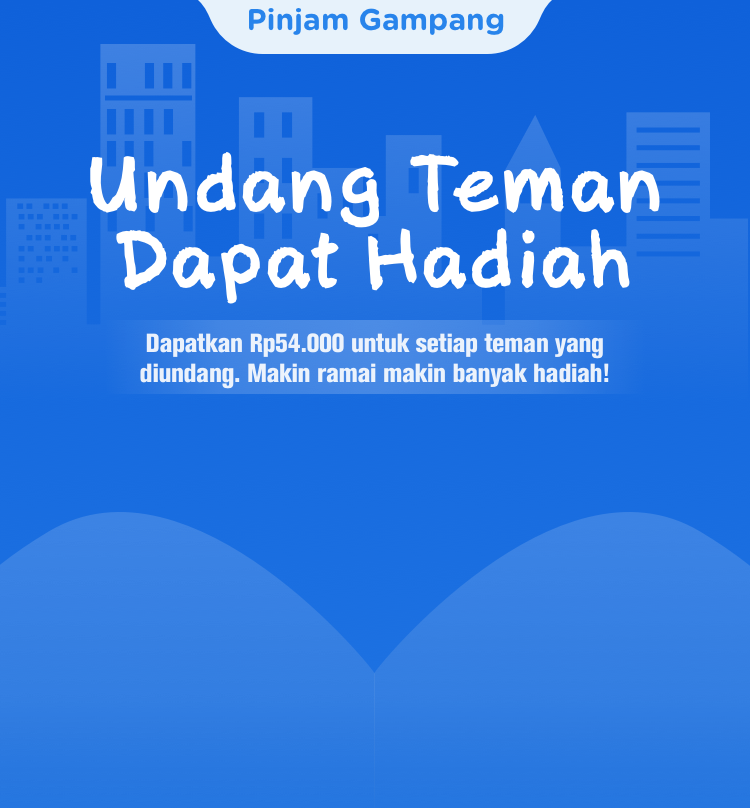 Pinjam Gampang
Undang Teman
Dapat Hadiah
Dapatkan Rp54.000 untuk setiap teman yang
diundang. Makin ramai makin banyak hadiah!